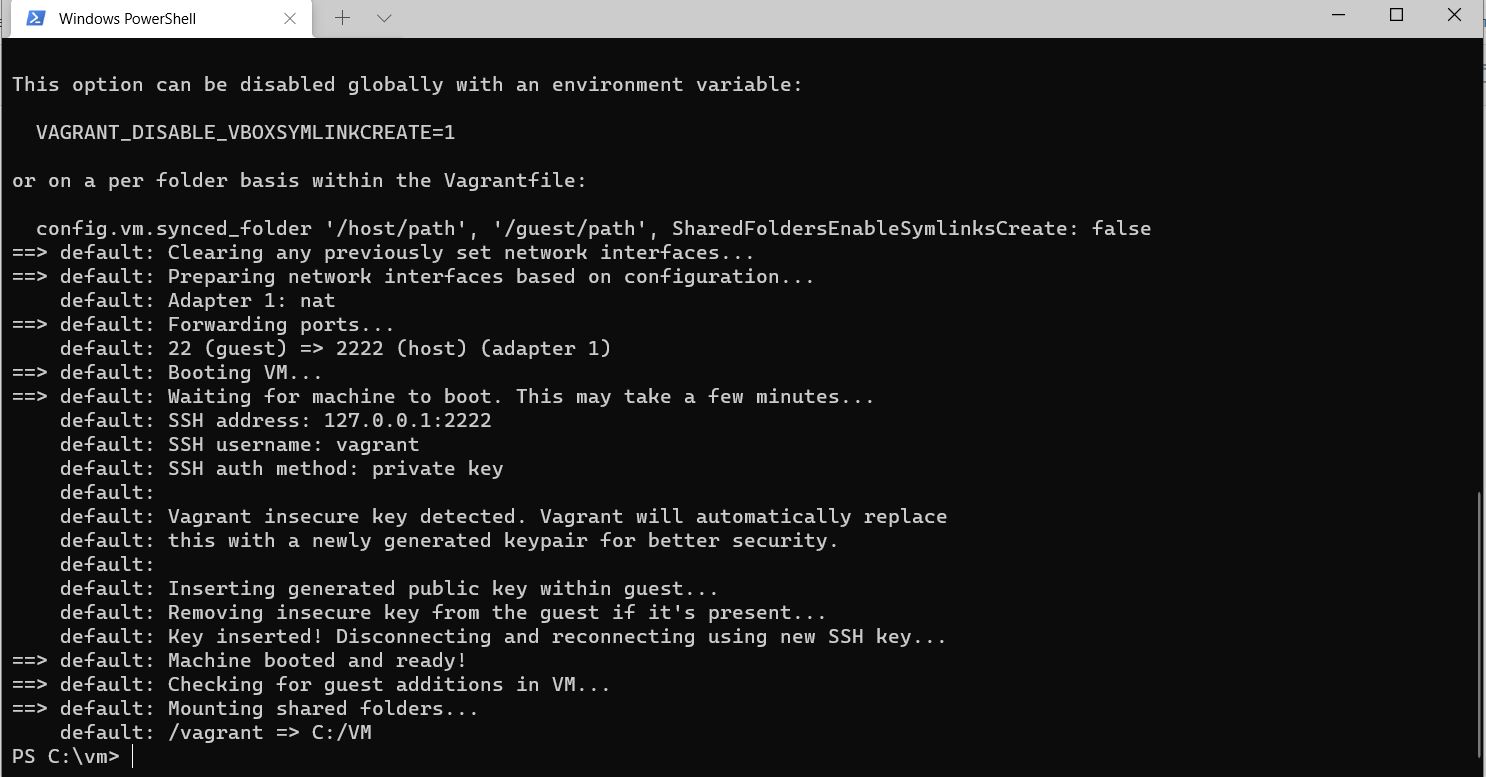 Windows PowerShell
This option can be disabled globally with an environment variable:
VAGRANT_DISABLE_VBOXSYMLINKCREATE=1
or on a per folder basis within the Vagrantfile:
config.vm.synced_folder '/host/path', '/guest/path', SharedFoldersEnableSymlinksCreate: false
==> default: Clearing any previously set network interfaces...
==> default: Preparing network interfaces based on configuration...
default: Adapter 1: nat
==> default: Forwarding ports...
default: 22 (guest) => 2222 (host) (adapter 1)
==> default: Booting VM...
==> default: Waiting for machine to boot. This may take a few minutes...
default: SSH address: 127.0.0.1:2222
default: SSH username: vagrant
default: SSH auth method: private key
default:
default: Vagrant insecure key detected. Vagrant will automatically replace
default: this with a newly generated keypair for better security.
default:
default: Inserting generated public key within guest...
default: Removing insecure key from the guest if it's present...
default: Key inserted! Disconnecting and reconnecting using new SSH key...
==> default: Machine booted and ready!
==> default: Checking for guest additions in VM...
==> default: Mounting shared folders...
default: /vagrant => C:/VM
PS C:\vm>